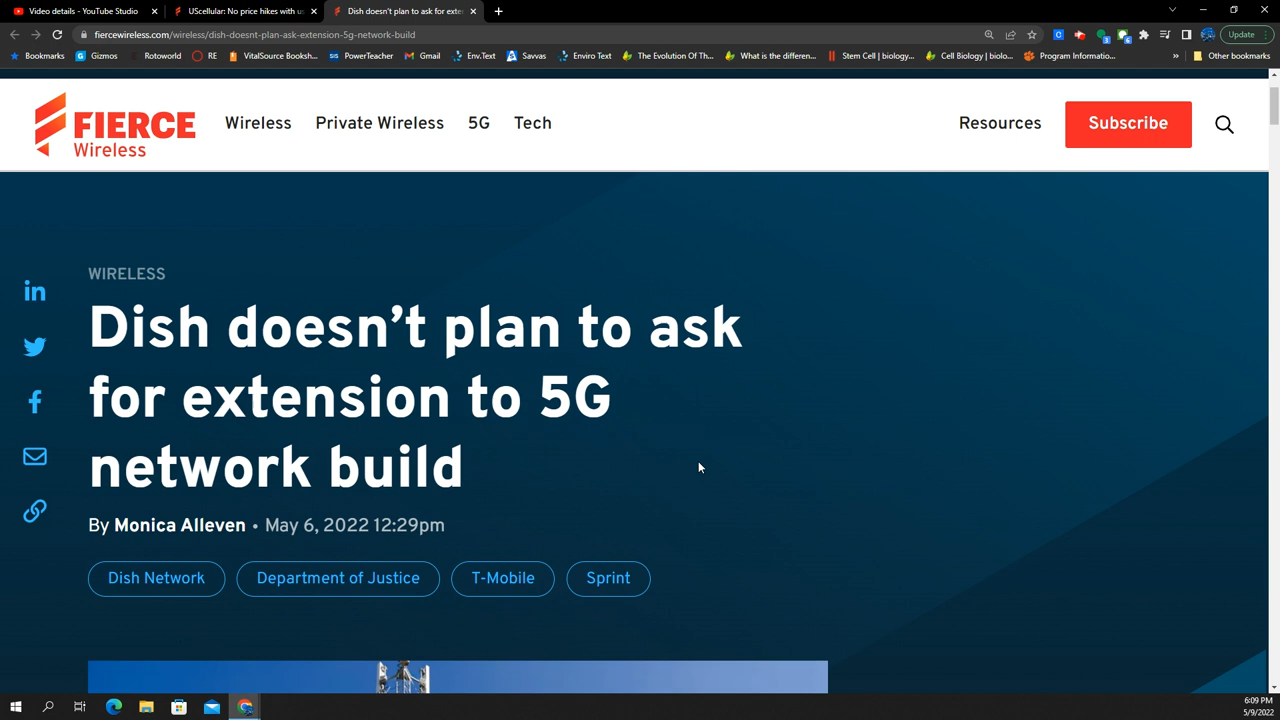 Video details - YouTube Studio
UScellular: No price hikes with us
Dish doesn't plan to ask for exte
fiercewireless.com/wireless/dish-doesnt-plan-ask-extension-5g-network-build
Update
Bookmarks Gizmos Rotoworld RE VitalSource Booksh... SIS PowerTeacher Gmail Env.Text Savvas Enviro Text The Evolution Of Th... What is the differen... Stem Cell | biology... Cell Biology | biolo... Program Informatio... » Other bookmarks
FIERCE
Wireless
Wireless Private Wireless 5G Tech Resources Subscribe
WIRELESS
Dish doesn’t plan to ask
for extension to 5G
network build
By Monica Alleven • May 6, 2022 12:29pm
Dish Network Department of Justice T-Mobile Sprint
6:09 PM
5/9/2022